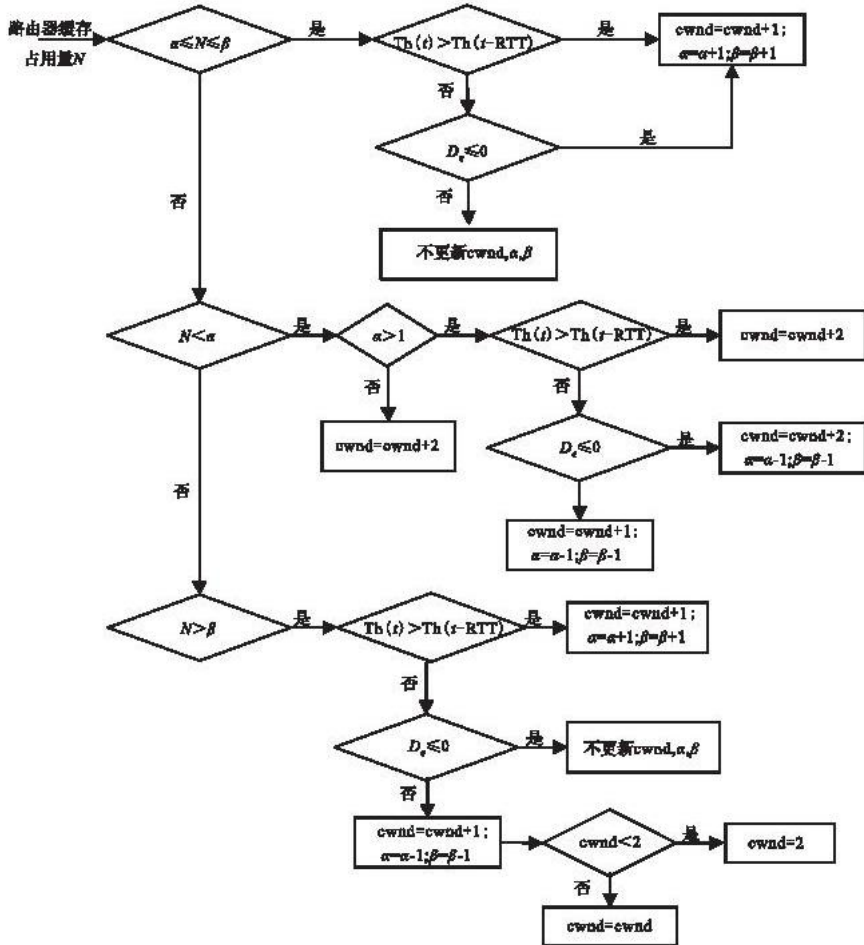 路由器缓存
占用量N
α≤N≤β
是
Th(t)>Th(t-RTT)
是
cwnd=cwnd+1;
α=α+1;β=β+1
否
D_e≤0
是
否
不更新cwnd,α,β
否
N<α
是
α>1
是
Th(t)>Th(t-RTT)
是
cwnd=cwnd+2
否
cwnd=cwnd+2
否
D_e≤0
是
cwnd=cwnd+2;
α=α-1;β=β-1
否
cwnd=cwnd+1;
α=α-1;β=β-1
否
N>β
是
Th(t)>Th(t-RTT)
是
cwnd=cwnd+1;
α=α+1;β=β+1
否
D_e≤0
是
不更新cwnd,α,β
否
cwnd=cwnd+1;
α=α-1;β=β-1
cwnd<2
是
cwnd=2
否
cwnd=cwnd